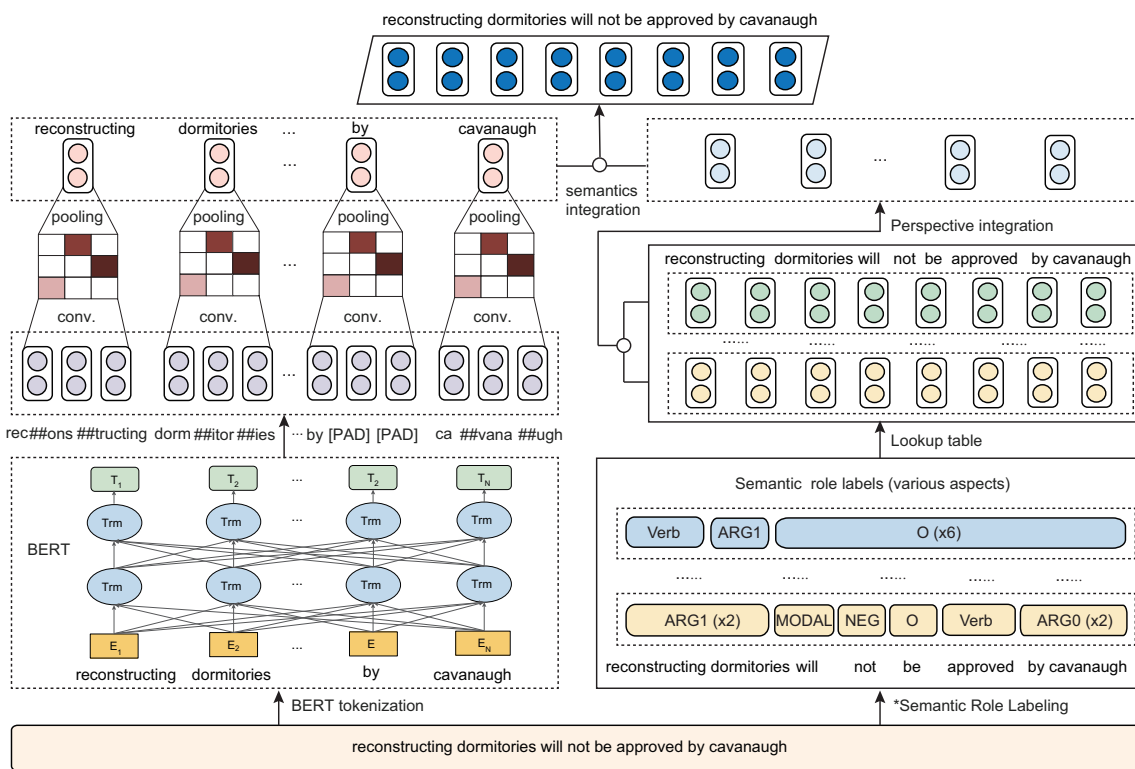 reconstructing dormitories will not be approved by cavanaugh
reconstructing dormitories ... by cavanaugh
...
...
semantics
integration
pooling pooling pooling pooling
...
conv. conv. conv. conv.
...
rec##ons ##tructing dorm ##itor ##ies ... by [PAD] [PAD] ca ##vana ##ugh
BERT
T1 T2 ... T2 TN
Trm Trm ... Trm Trm
Trm Trm ... Trm Trm
E1 E2 ... E EN
reconstructing dormitories by cavanaugh
BERT tokenization
Perspective integration
reconstructing dormitories will not be approved by cavanaugh
...... ...... ...... ...... ......
Lookup table
Semantic role labels (various aspects)
Verb ARG1 O (x6)
...... ...... ...... ...... ......
ARG1 (x2) MODAL NEG O Verb ARG0 (x2)
reconstructing dormitories will not be approved by cavanaugh
*Semantic Role Labeling
reconstructing dormitories will not be approved by cavanaugh